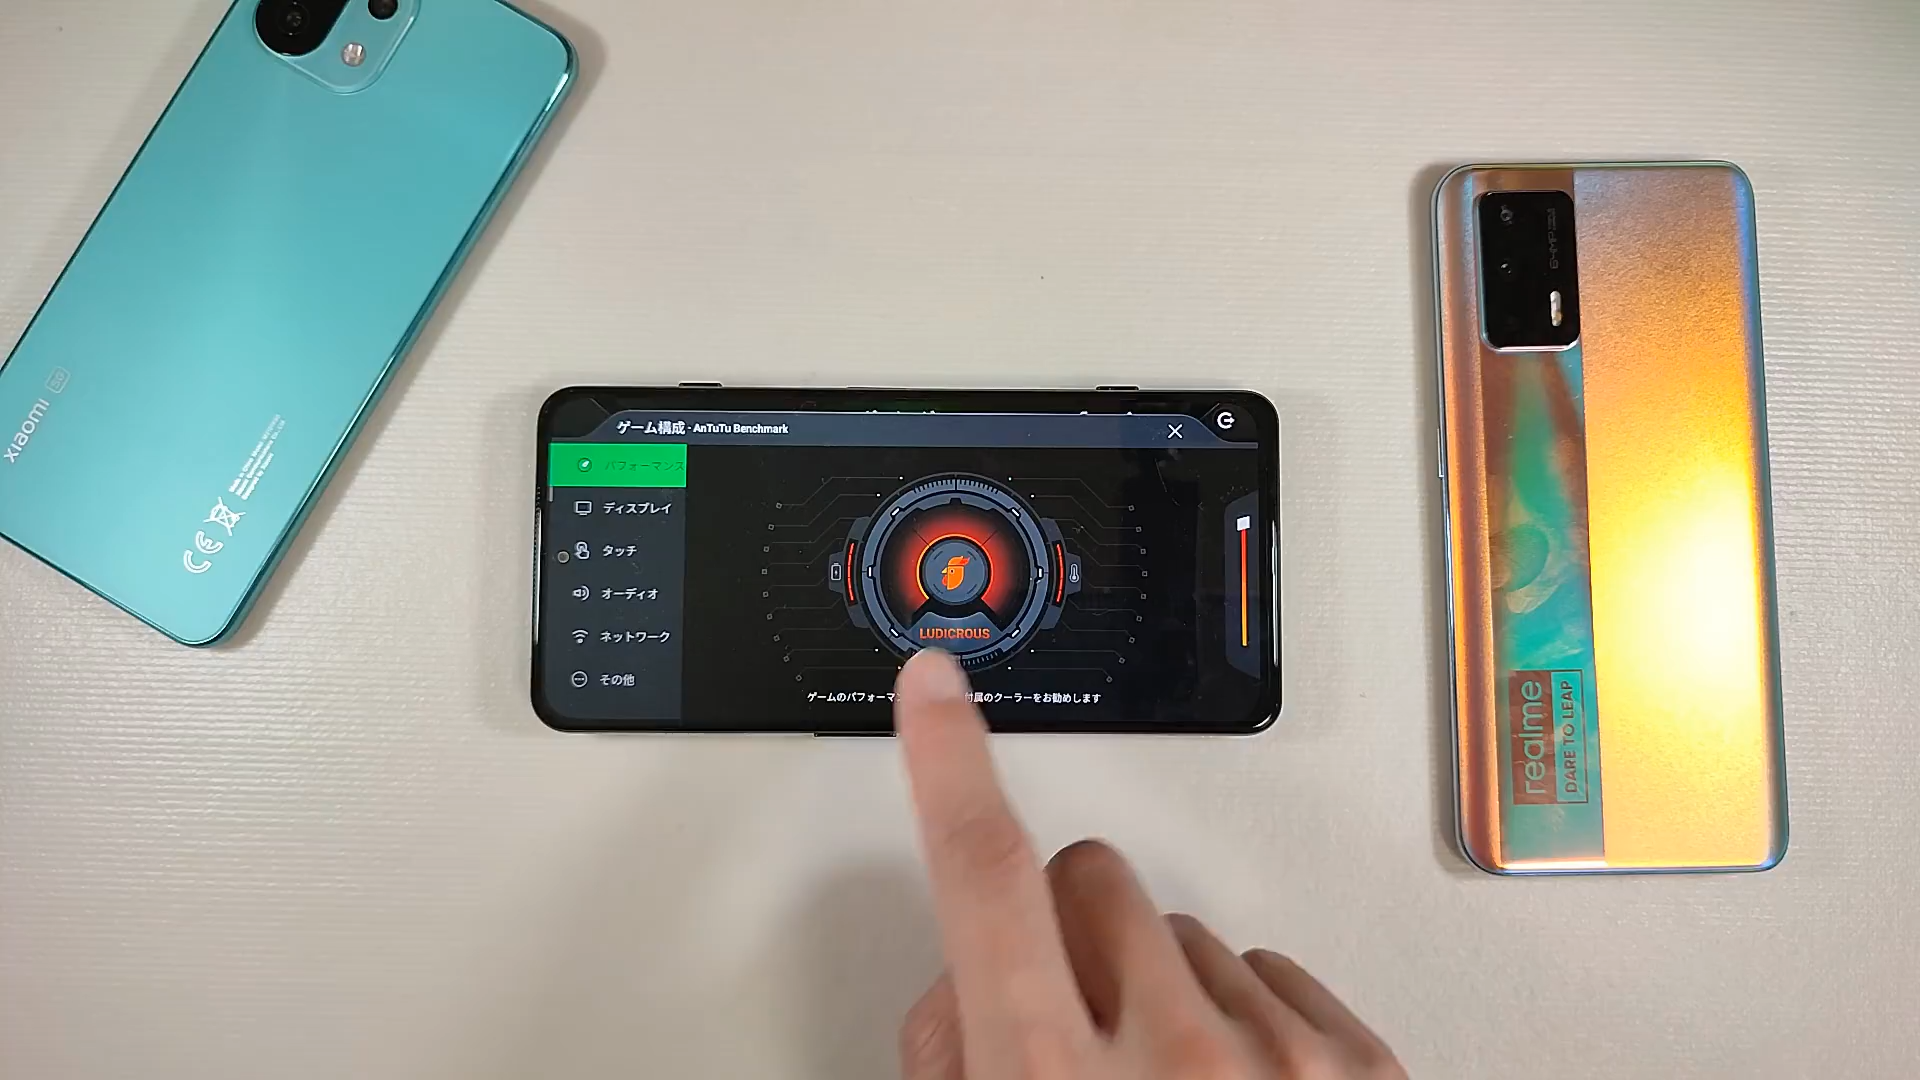 xiaomi 5G
CE
ゲーム構成 - AnTuTu Benchmark
パフォーマンス
ディスプレイ
タッチ
オーディオ
ネットワーク
その他
LUDICROUS
ゲームのパフォーマン
付属のクーラーをお勧めします
64MP
realme
DARE TO LEAP